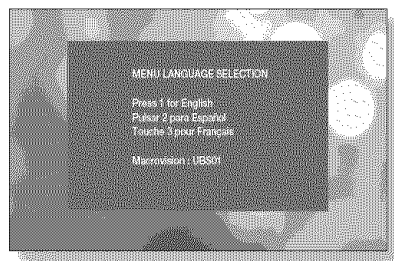 MENU LANGUAGE SELECTION
Press 1 for English
Pulsar 2 para Español
Touche 3 pour Français
Macrovision : UBS01